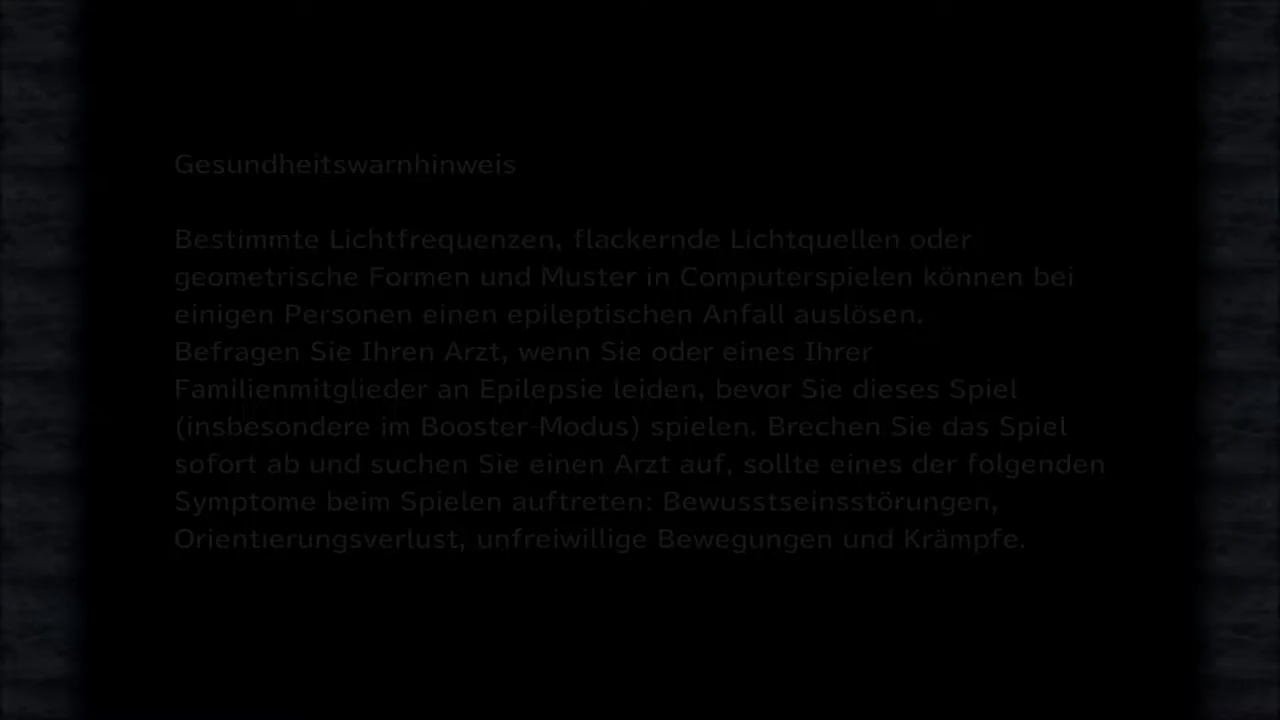 Gesundheitswarnhinweis
Bestimmte Lichtfrequenzen, flackernde Lichtquellen oder
geometrische Formen und Muster in Computerspielen können bei
einigen Personen einen epileptischen Anfall auslösen.
Befragen Sie Ihren Arzt, wenn Sie oder eines Ihrer
Familienmitglieder an Epilepsie leiden, bevor Sie dieses Spiel
(insbesondere im Booster-Modus) spielen. Brechen Sie das Spiel
sofort ab und suchen Sie einen Arzt auf, sollte eines der folgenden
Symptome beim Spielen auftreten: Bewusstseinsstörungen,
Orientierungsverlust, unfreiwillige Bewegungen und Krämpfe.